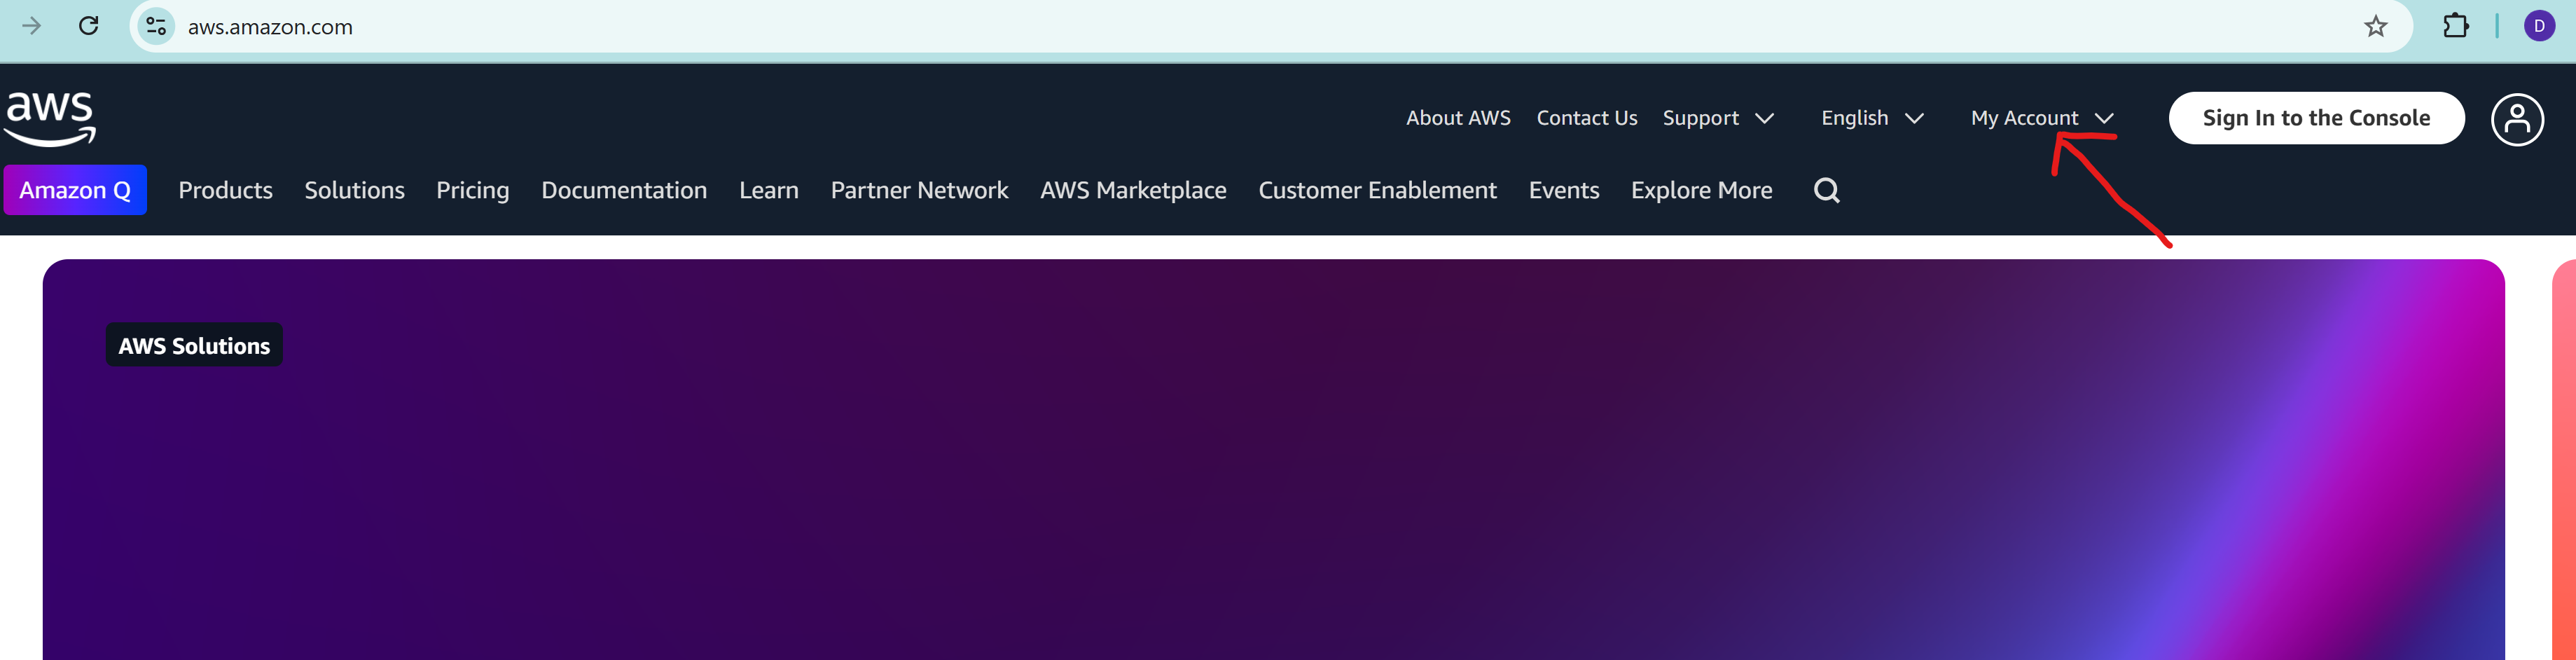 aws.amazon.com
D
aws
About AWS Contact Us Support English My Account Sign In to the Console
Amazon Q Products Solutions Pricing Documentation Learn Partner Network AWS Marketplace Customer Enablement Events Explore More
AWS Solutions